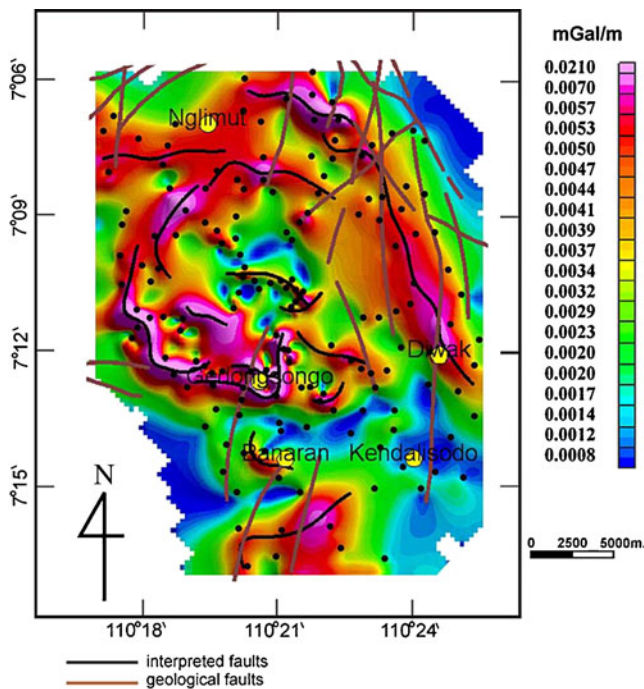 mGal/m
0.0210
0.0070
0.0057
0.0053
0.0050
0.0047
0.0044
0.0041
0.0039
0.0037
0.0034
0.0029
0.0023
0.0020
0.0020
0.0017
0.0014
0.0012
0.0008
7°06'
7°09'
7°12'
7°15'
Nglimut
Diwak
Gedongsongo
Banaran
Kendalisodo
N
0 2500 5000m.
110°18'
110°21'
110°24'
interpreted faults
geological faults